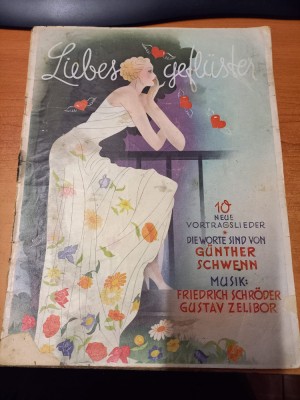 Liebesgeflüster
10
NEUE
VORTRAGSLIEDER
DIE WORTE SIND VON
GÜNTHER
SCHWENN
MUSIK:
FRIEDRICH SCHRÖDER
GUSTAV ZELIBOR